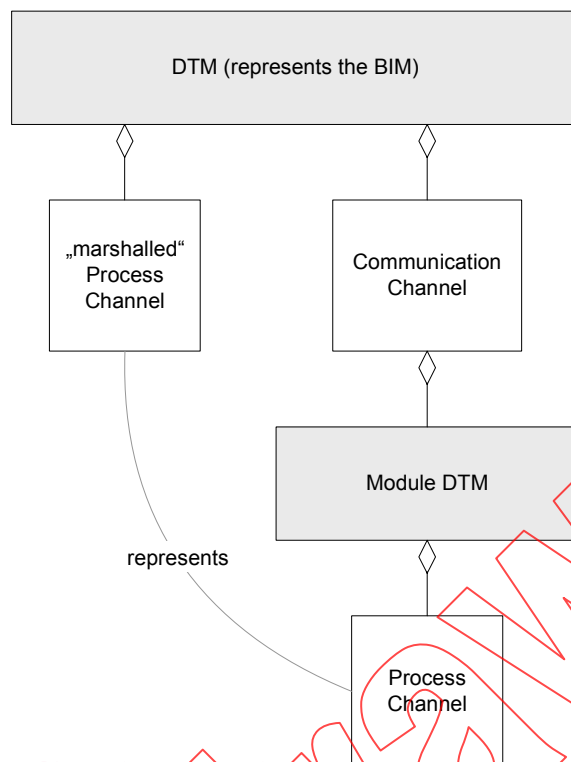 DTM (represents the BIM)
„marshalled“
Process
Channel
Communication
Channel
Module DTM
represents
Process
Channel